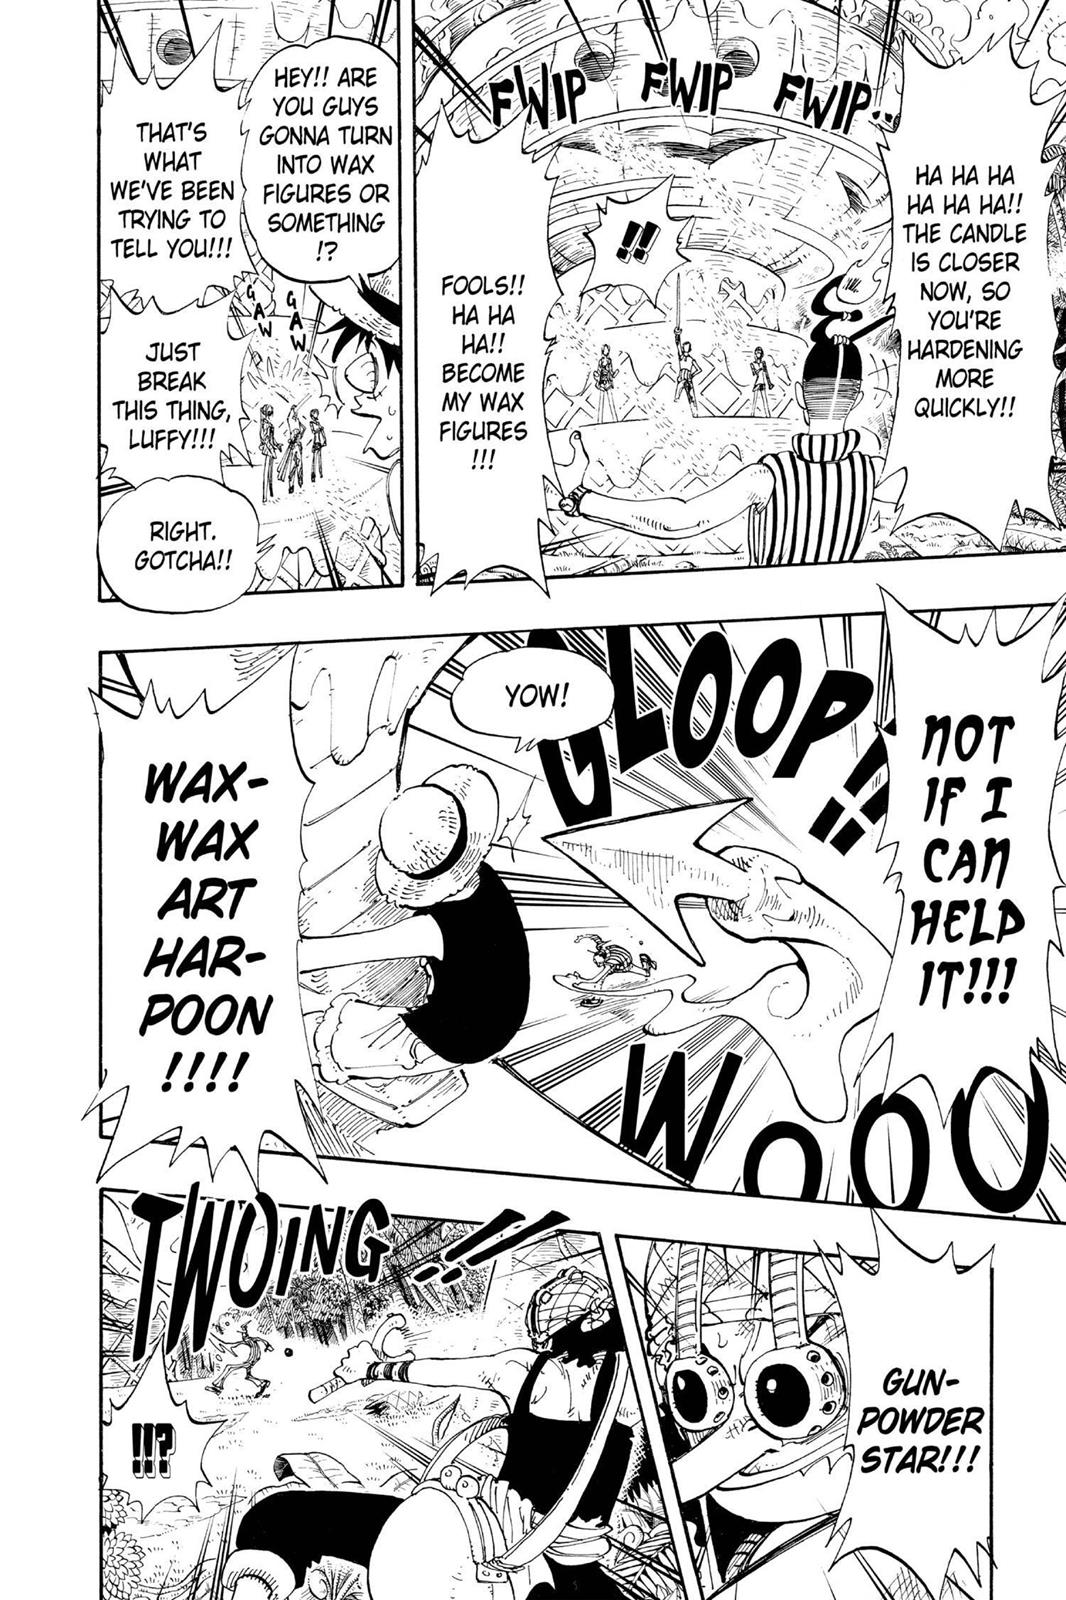 FWIP FWIP FWIP..
HA HA HA
HA HA HA!!
THE CANDLE
IS CLOSER
NOW, SO
YOU'RE
HARDENING
MORE
QUICKLY!!
!!
FOOLS!!
HA HA
HA!!
BECOME
MY WAX
FIGURES
!!!
HEY!! ARE
YOU GUYS
GONNA TURN
INTO WAX
FIGURES OR
SOMETHING
!?
THAT'S
WHAT
WE'VE BEEN
TRYING TO
TELL YOU!!!
GAW
GAW
JUST
BREAK
THIS THING,
LUFFY!!!
RIGHT.
GOTCHA!!
NOT
IF I
CAN
HELP
IT!!!
GLOOP!!
YOW!
WAX-
WAX
ART
HAR-
POON
!!!!
WOOO
GUN-
POWDER
STAR!!!
TWOING..!!
!!?